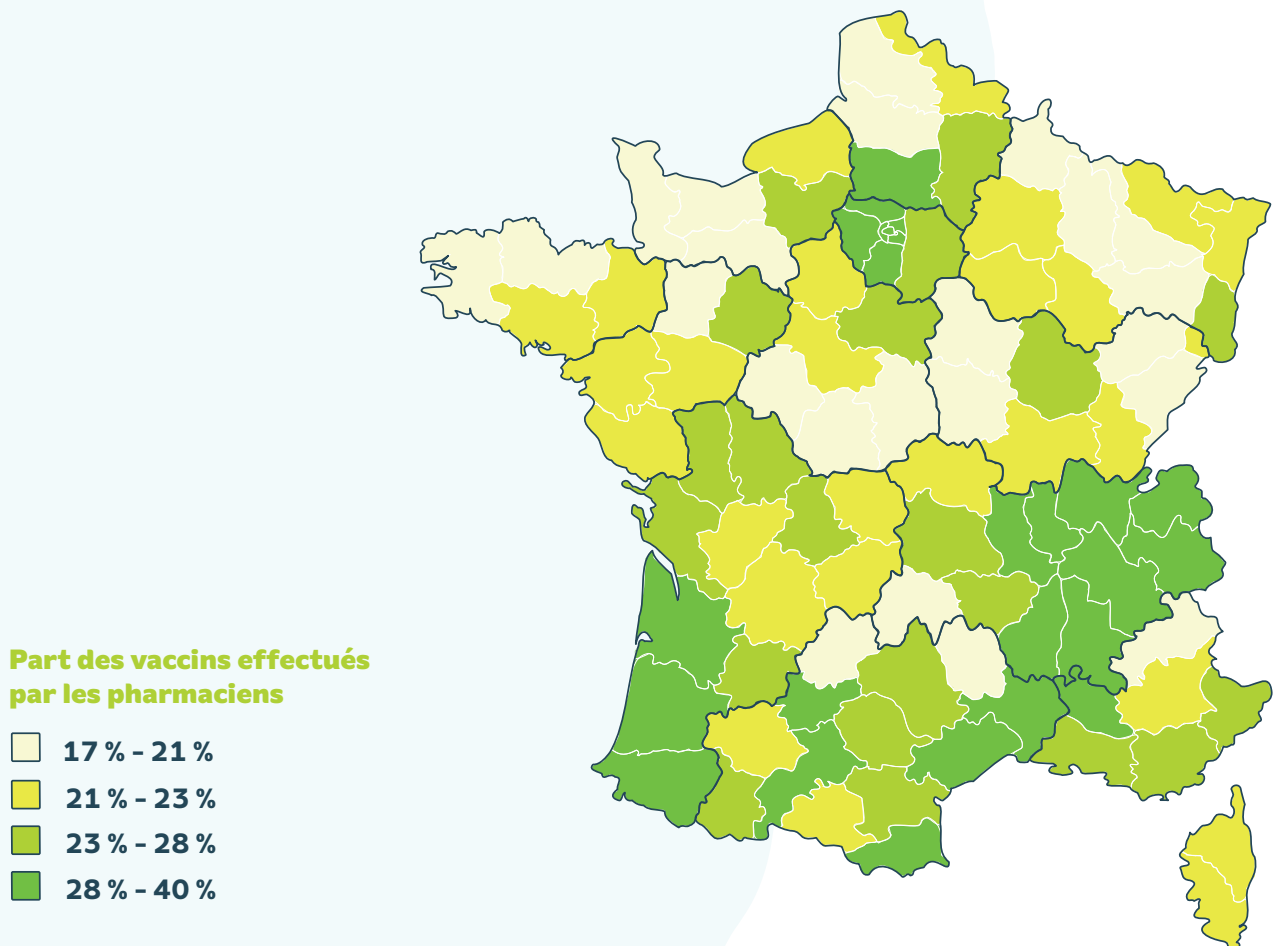 Part des vaccins effectués
par les pharmaciens
17 % - 21 %
21 % - 23 %
23 % - 28 %
28 % - 40 %